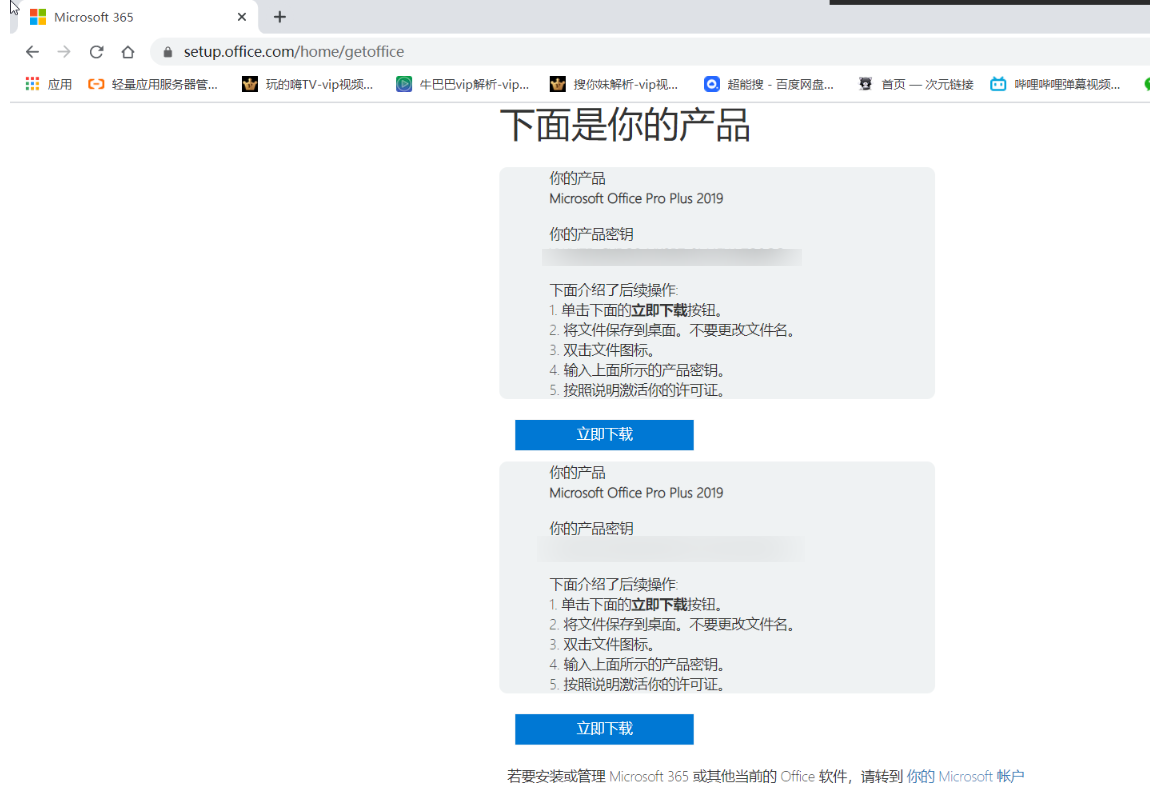 Microsoft 365
setup.office.com/home/getoffice
应用 轻量应用服务器管... 玩的嗨TV-vip视频... 牛巴巴vip解析-vip... 搜你妹解析-vip视... 超能搜 - 百度网盘... 首页 — 次元链接 哔哩哔哩弹幕视频...
下面是你的产品
你的产品
Microsoft Office Pro Plus 2019
你的产品密钥
下面介绍了后续操作:
1. 单击下面的立即下载按钮。
2. 将文件保存到桌面。不要更改文件名。
3. 双击文件图标。
4. 输入上面所示的产品密钥。
5. 按照说明激活你的许可证。
立即下载
你的产品
Microsoft Office Pro Plus 2019
你的产品密钥
下面介绍了后续操作:
1. 单击下面的立即下载按钮。
2. 将文件保存到桌面。不要更改文件名。
3. 双击文件图标。
4. 输入上面所示的产品密钥。
5. 按照说明激活你的许可证。
立即下载
若要安装或管理 Microsoft 365 或其他当前的 Office 软件，请转到 你的 Microsoft 帐户